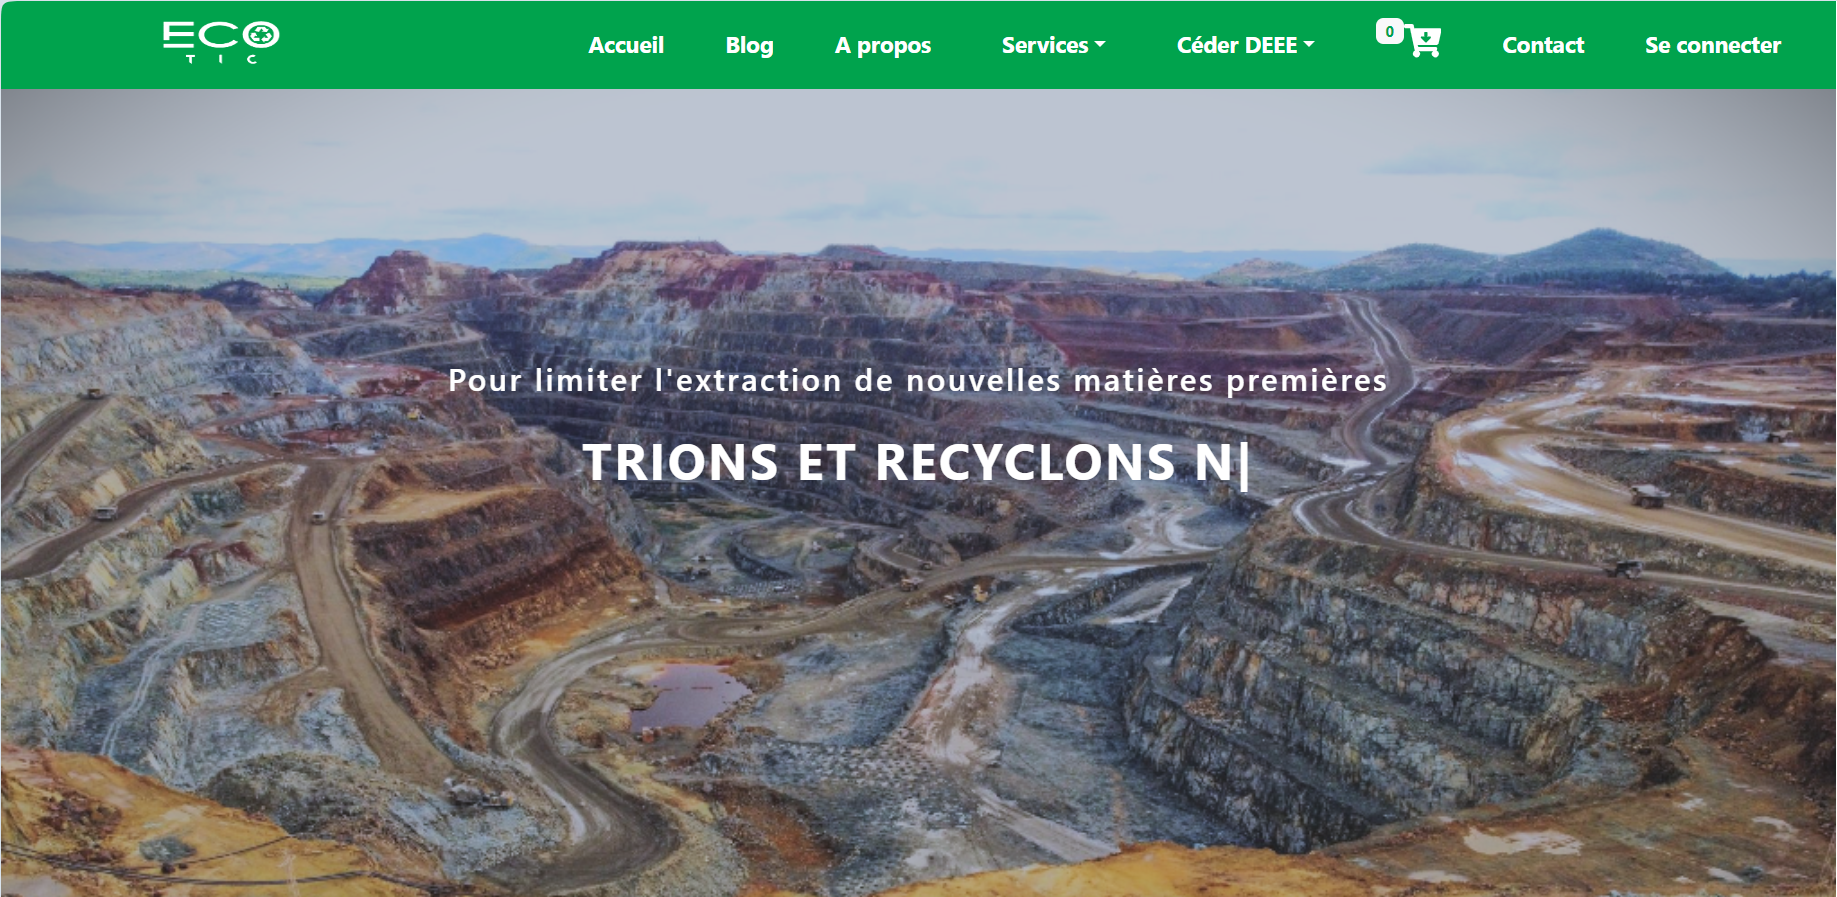 ECO
TIC
Accueil Blog A propos Services Céder DEEE 0 Contact Se connecter
Pour limiter l'extraction de nouvelles matières premières
TRIONS ET RECYCLONS N|